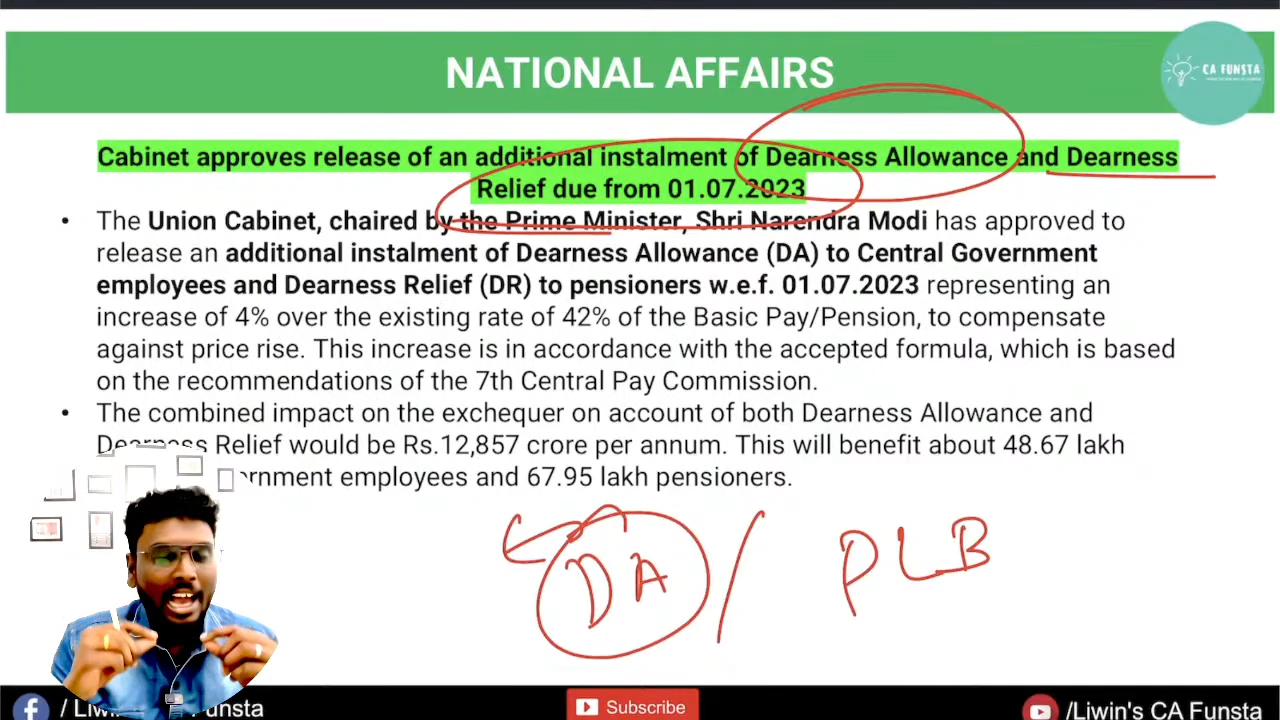 NATIONAL AFFAIRS
CA FUNSTA
Cabinet approves release of an additional instalment of Dearness Allowance and Dearness
Relief due from 01.07.2023
• The Union Cabinet, chaired by the Prime Minister, Shri Narendra Modi has approved to
release an additional instalment of Dearness Allowance (DA) to Central Government
employees and Dearness Relief (DR) to pensioners w.e.f. 01.07.2023 representing an
increase of 4% over the existing rate of 42% of the Basic Pay/Pension, to compensate
against price rise. This increase is in accordance with the accepted formula, which is based
on the recommendations of the 7th Central Pay Commission.
• The combined impact on the exchequer on account of both Dearness Allowance and
Dearness Relief would be Rs.12,857 crore per annum. This will benefit about 48.67 lakh
ernment employees and 67.95 lakh pensioners.
DA / PLB
/ Liwin's CA Funsta
Subscribe
/Liwin's CA Funsta